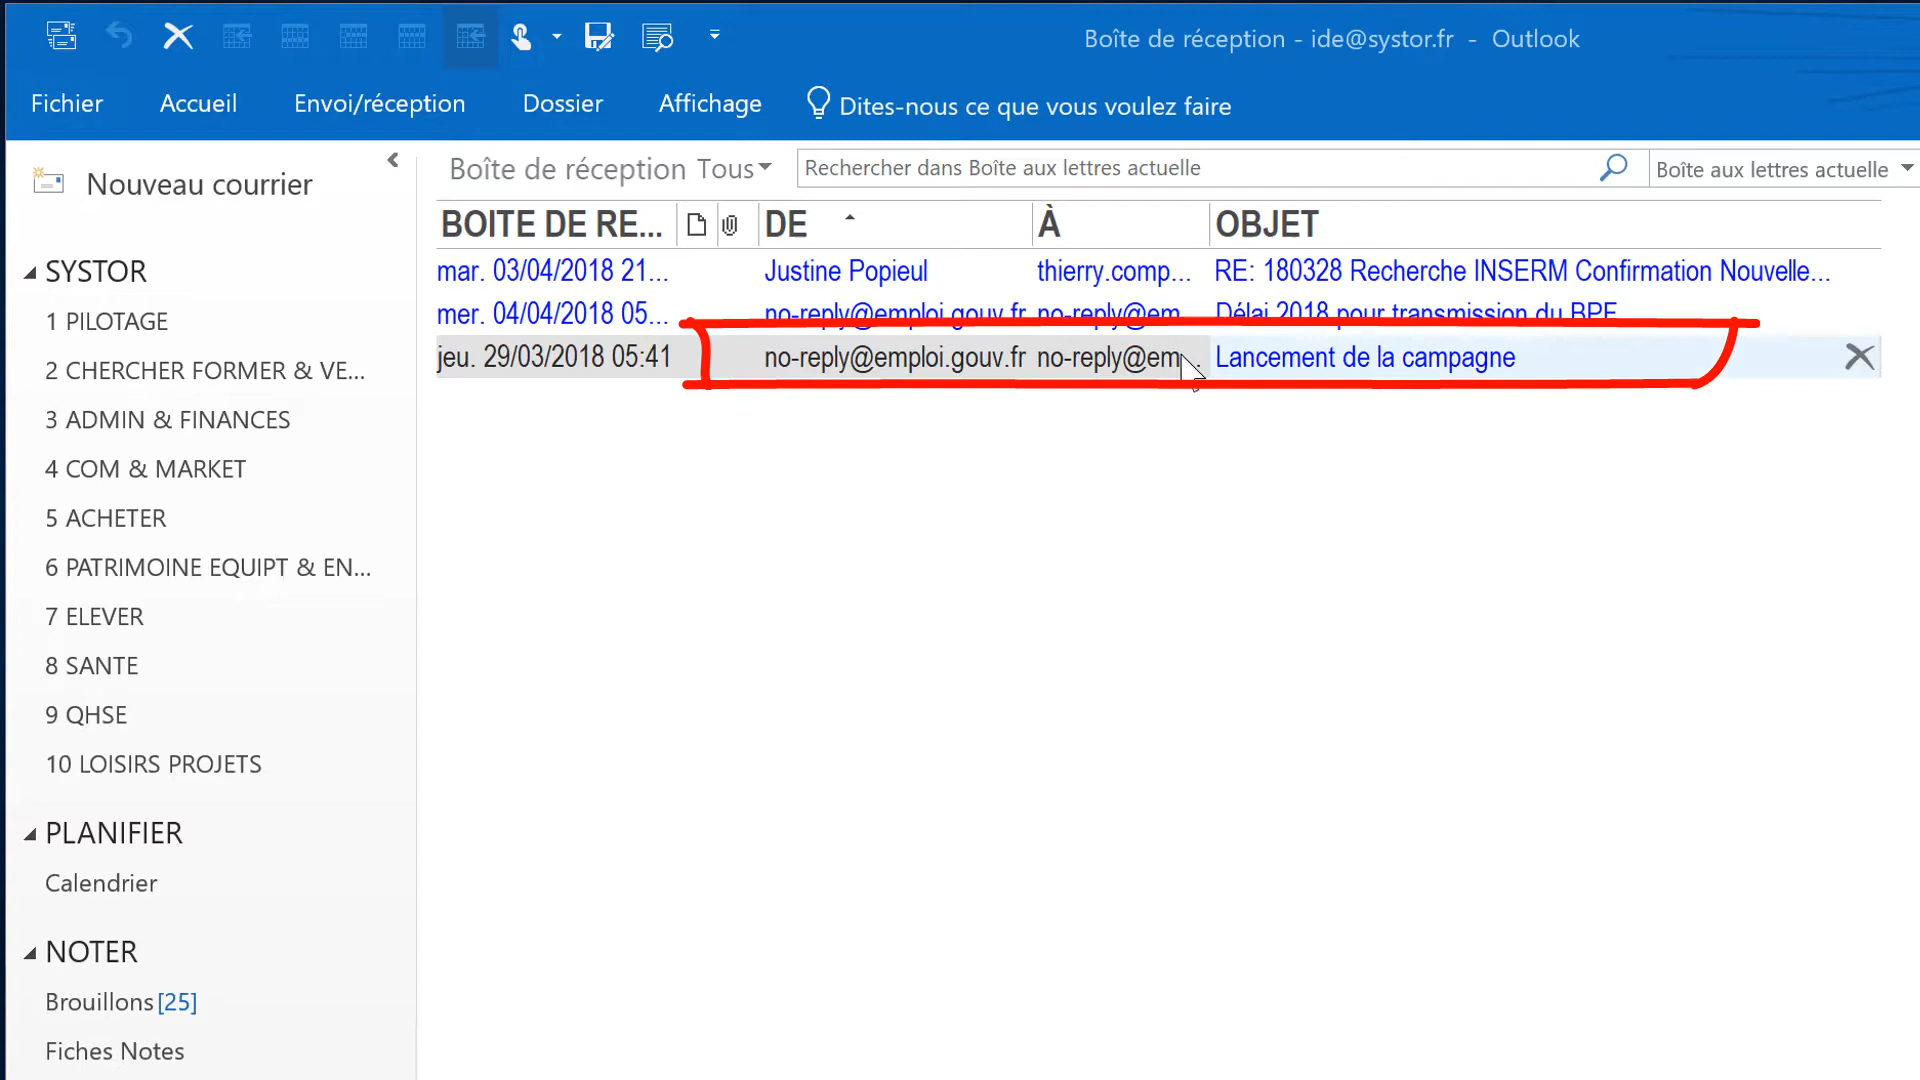 Boîte de réception - ide@systor.fr - Outlook
Fichier Accueil Envoi/réception Dossier Affichage Dites-nous ce que vous voulez faire
Nouveau courrier
Boîte de réception Tous Rechercher dans Boîte aux lettres actuelle Boîte aux lettres actuelle
BOITE DE RE... DE À OBJET
mar. 03/04/2018 21... Justine Popieul thierry.comp... RE: 180328 Recherche INSERM Confirmation Nouvelle...
mer. 04/04/2018 05... no-reply@emploi.gouv.fr no-reply@em... Délai 2018 pour transmission du BPF
jeu. 29/03/2018 05:41 no-reply@emploi.gouv.fr no-reply@em... Lancement de la campagne
SYSTOR
1 PILOTAGE
2 CHERCHER FORMER & VE...
3 ADMIN & FINANCES
4 COM & MARKET
5 ACHETER
6 PATRIMOINE EQUIPT & EN...
7 ELEVER
8 SANTE
9 QHSE
10 LOISIRS PROJETS
PLANIFIER
Calendrier
NOTER
Brouillons [25]
Fiches Notes